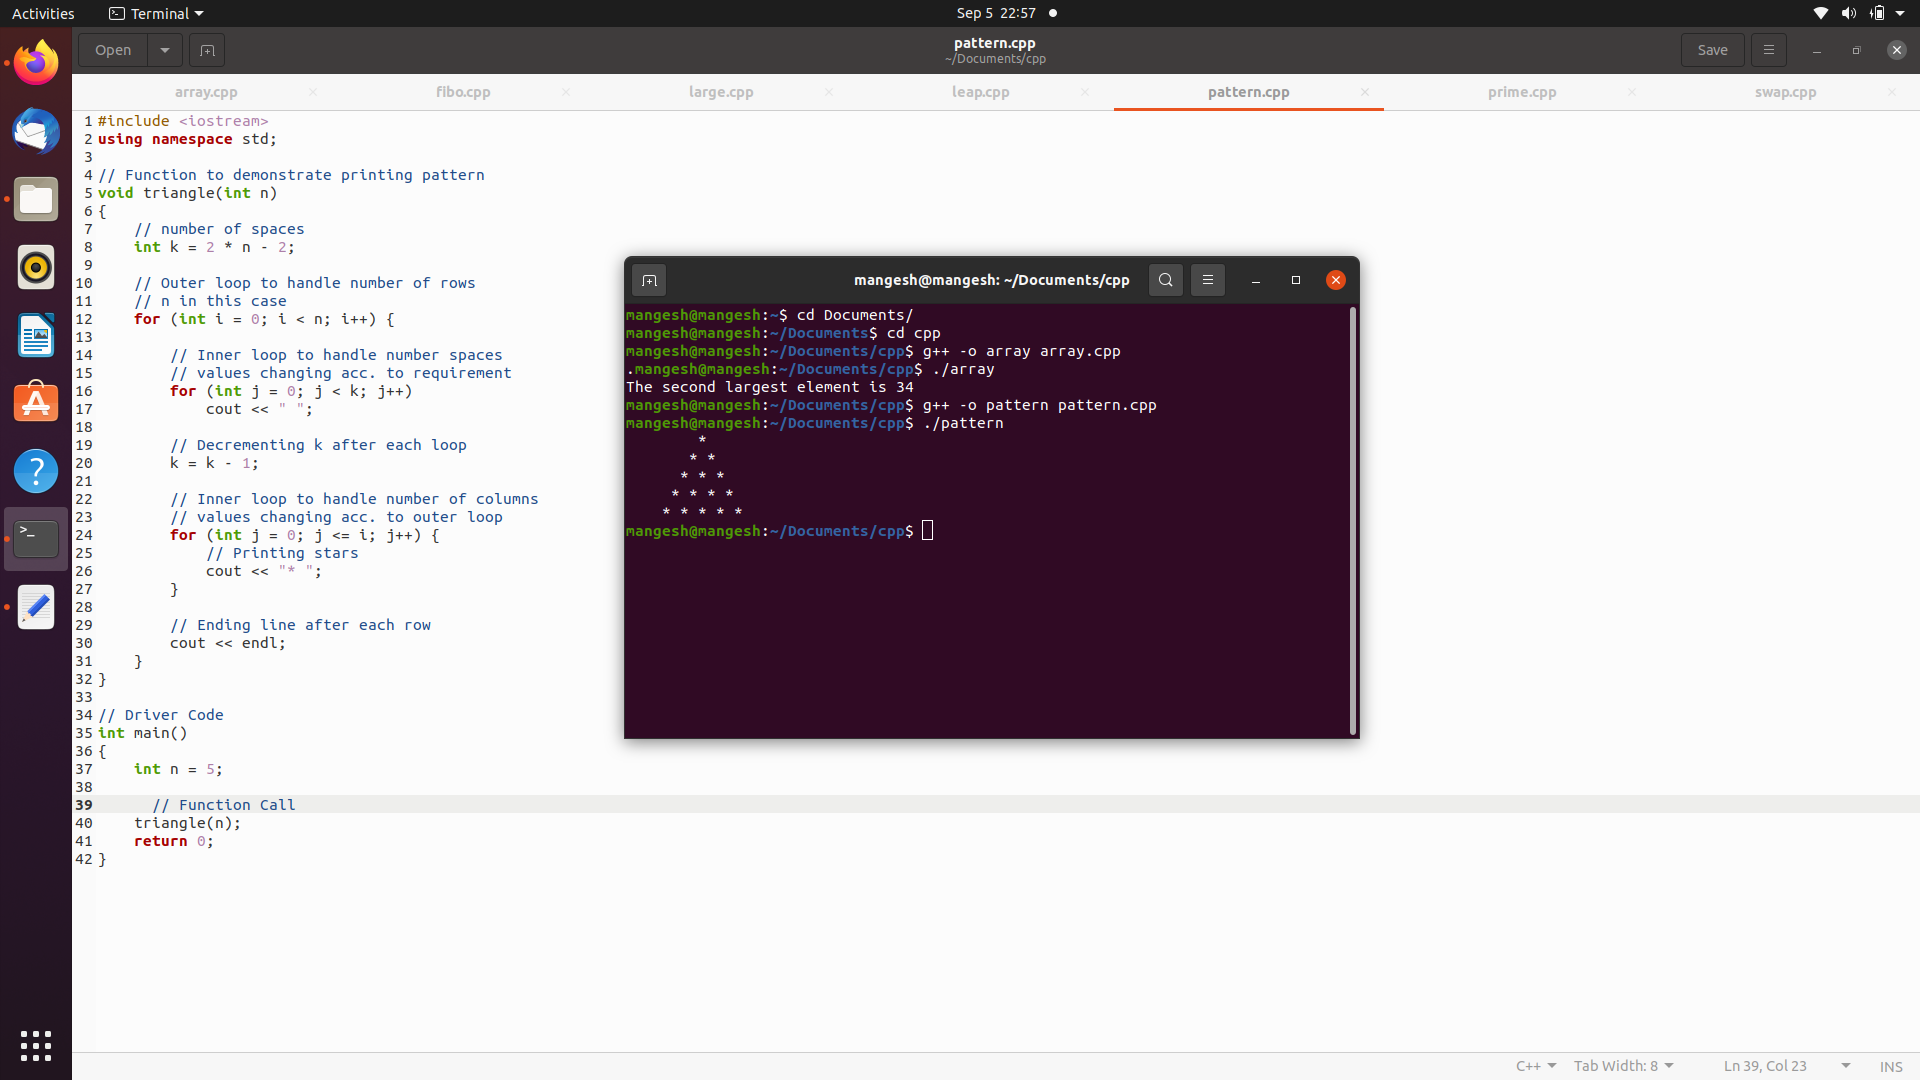 Activities
Terminal
Sep 5 22:57
Open
pattern.cpp
~/Documents/cpp
Save
array.cpp
fibo.cpp
large.cpp
leap.cpp
pattern.cpp
prime.cpp
swap.cpp
1 #include <iostream>
2 using namespace std;
3
4 // Function to demonstrate printing pattern
5 void triangle(int n)
6 {
7     // number of spaces
8     int k = 2 * n - 2;
9
10     // Outer loop to handle number of rows
11     // n in this case
12     for (int i = 0; i < n; i++) {
13
14         // Inner loop to handle number spaces
15         // values changing acc. to requirement
16         for (int j = 0; j < k; j++)
17             cout << " ";
18
19         // Decrementing k after each loop
20         k = k - 1;
21
22         // Inner loop to handle number of columns
23         // values changing acc. to outer loop
24         for (int j = 0; j <= i; j++) {
25             // Printing stars
26             cout << "* ";
27         }
28
29         // Ending line after each row
30         cout << endl;
31     }
32 }
33
34 // Driver Code
35 int main()
36 {
37     int n = 5;
38
39       // Function Call
40     triangle(n);
41     return 0;
42 }
mangesh@mangesh: ~/Documents/cpp
mangesh@mangesh:~$ cd Documents/
mangesh@mangesh:~/Documents$ cd cpp
mangesh@mangesh:~/Documents/cpp$ g++ -o array array.cpp
.mangesh@mangesh:~/Documents/cpp$ ./array
The second largest element is 34
mangesh@mangesh:~/Documents/cpp$ g++ -o pattern pattern.cpp
mangesh@mangesh:~/Documents/cpp$ ./pattern
        *
       * *
      * * *
     * * * *
    * * * * *
mangesh@mangesh:~/Documents/cpp$
C++
Tab Width: 8
Ln 39, Col 23
INS